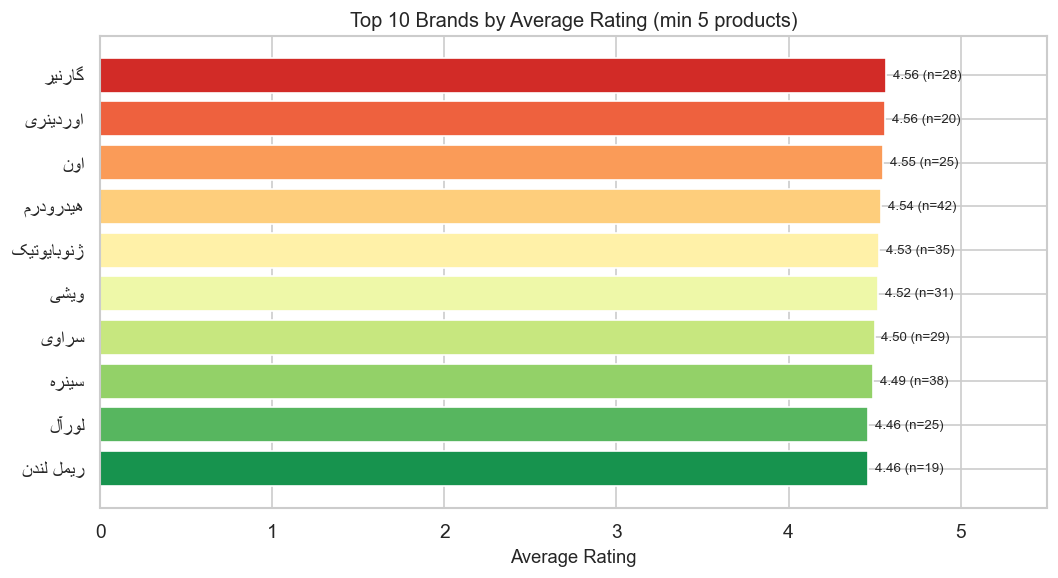 Top 10 Brands by Average Rating (min 5 products)
گارنیر 4.56 (n=28)
اوردینری 4.56 (n=20)
اون 4.55 (n=25)
هیدرودرم 4.54 (n=42)
ژنوبایوتیک 4.53 (n=35)
ویشی 4.52 (n=31)
سراوی 4.50 (n=29)
سینره 4.49 (n=38)
لورآل 4.46 (n=25)
ریمل لندن 4.46 (n=19)
0 1 2 3 4 5
Average Rating